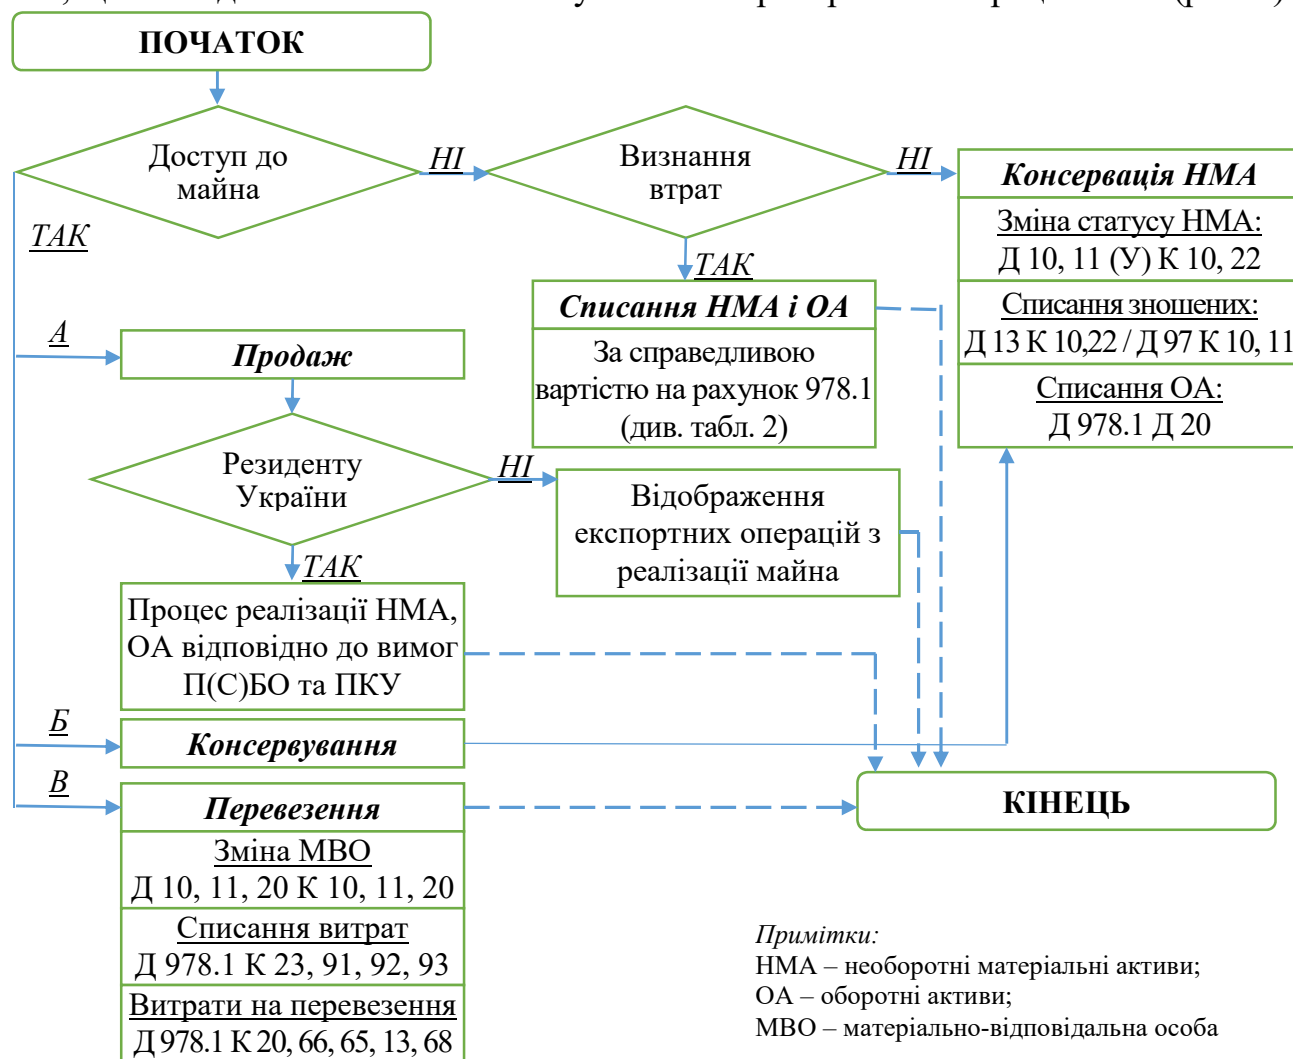 ПОЧАТОК
Доступ до
майна
НІ
Визнання
втрат
НІ
Консервація НМА
Зміна статусу НМА:
Д 10, 11 (У) К 10, 22
Списання зношених:
Д 13 К 10,22 / Д 97 К 10, 11
Списання ОА:
Д 978.1 Д 20
ТАК
ТАК
Списання НМА і ОА
За справедливою
вартістю на рахунок 978.1
(див. табл. 2)
А
Продаж
Резиденту
України
НІ
Відображення
експортних операцій з
реалізації майна
ТАК
Процес реалізації НМА,
ОА відповідно до вимог
П(С)БО та ПКУ
Б
Консервування
В
Перевезення
Зміна МВО
Д 10, 11, 20 К 10, 11, 20
Списання витрат
Д 978.1 К 23, 91, 92, 93
Витрати на перевезення
Д 978.1 К 20, 66, 65, 13, 68
КІНЕЦЬ
Примітки:
НМА – необоротні матеріальні активи;
ОА – оборотні активи;
МВО – матеріально-відповідальна особа